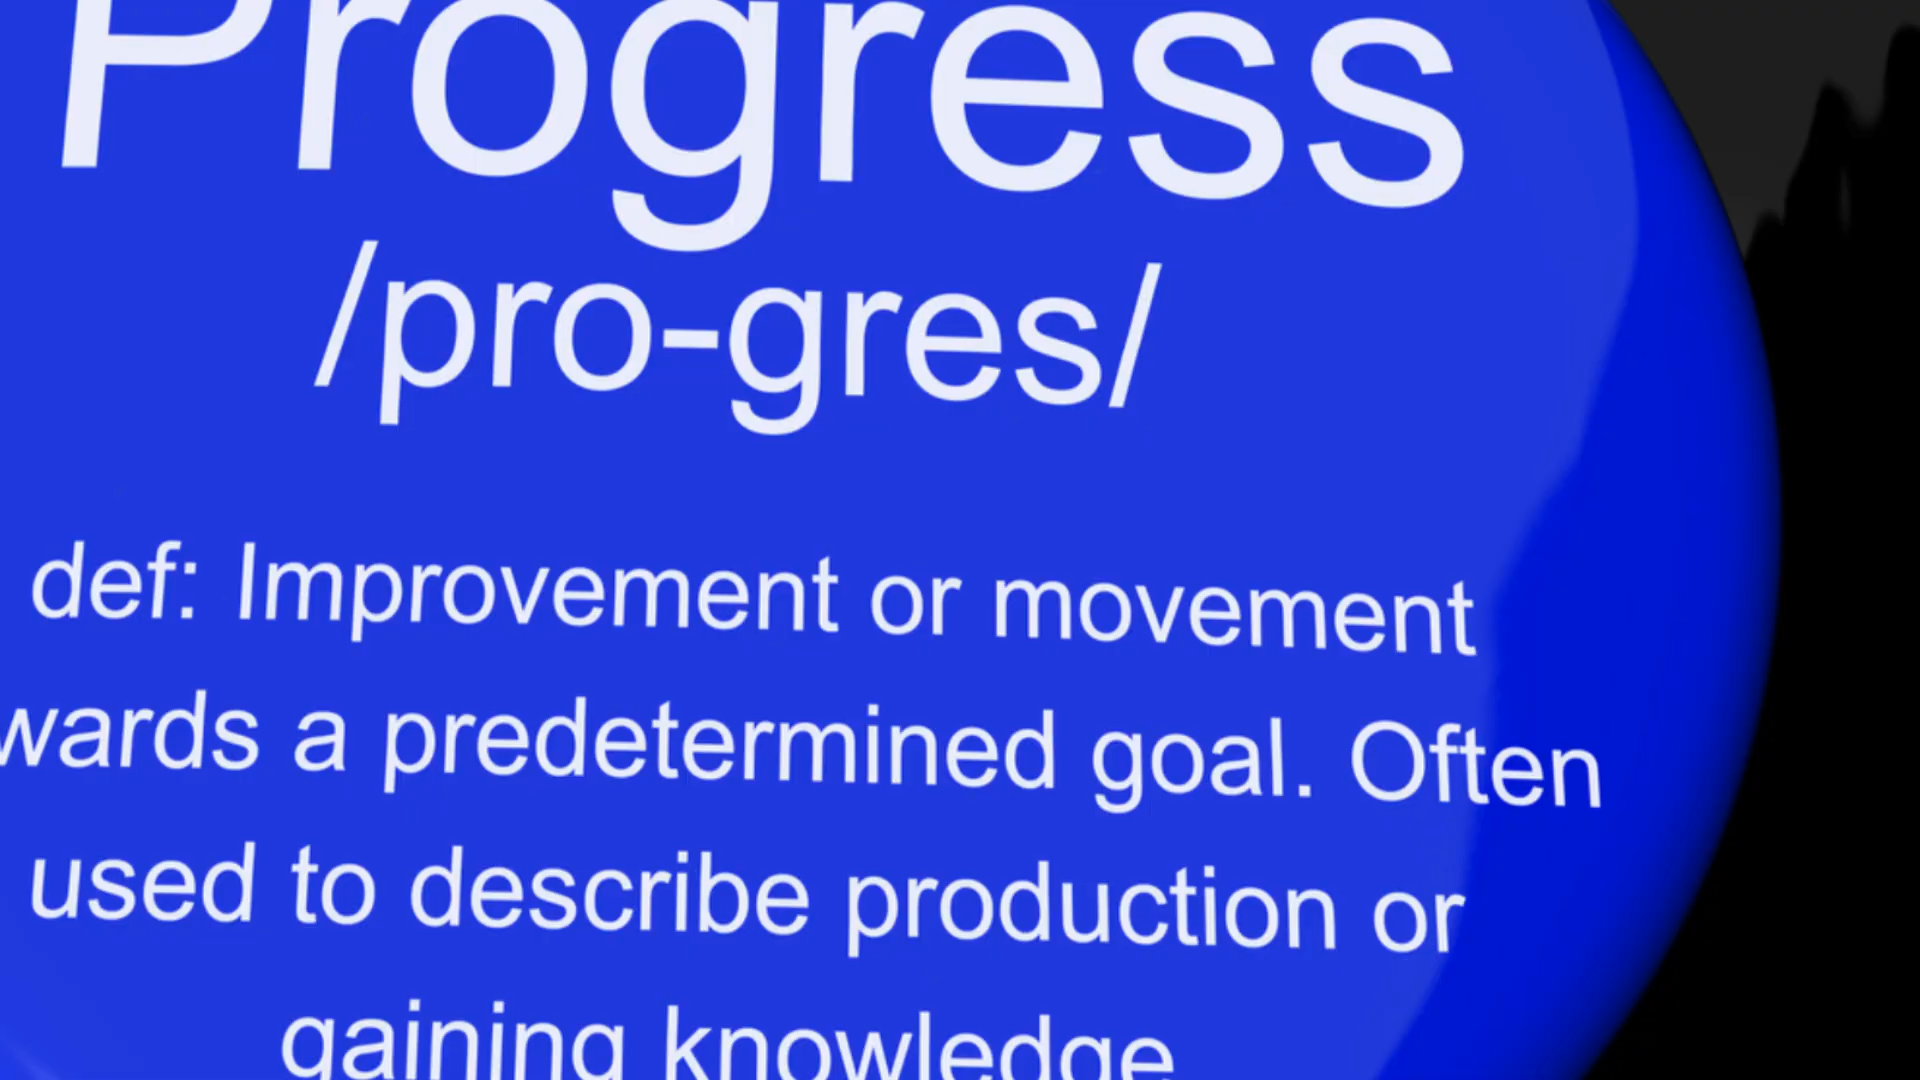 Progress
/pro-gres/
def: Improvement or movement
wards a predetermined goal. Often
used to describe production or
gaining knowledge